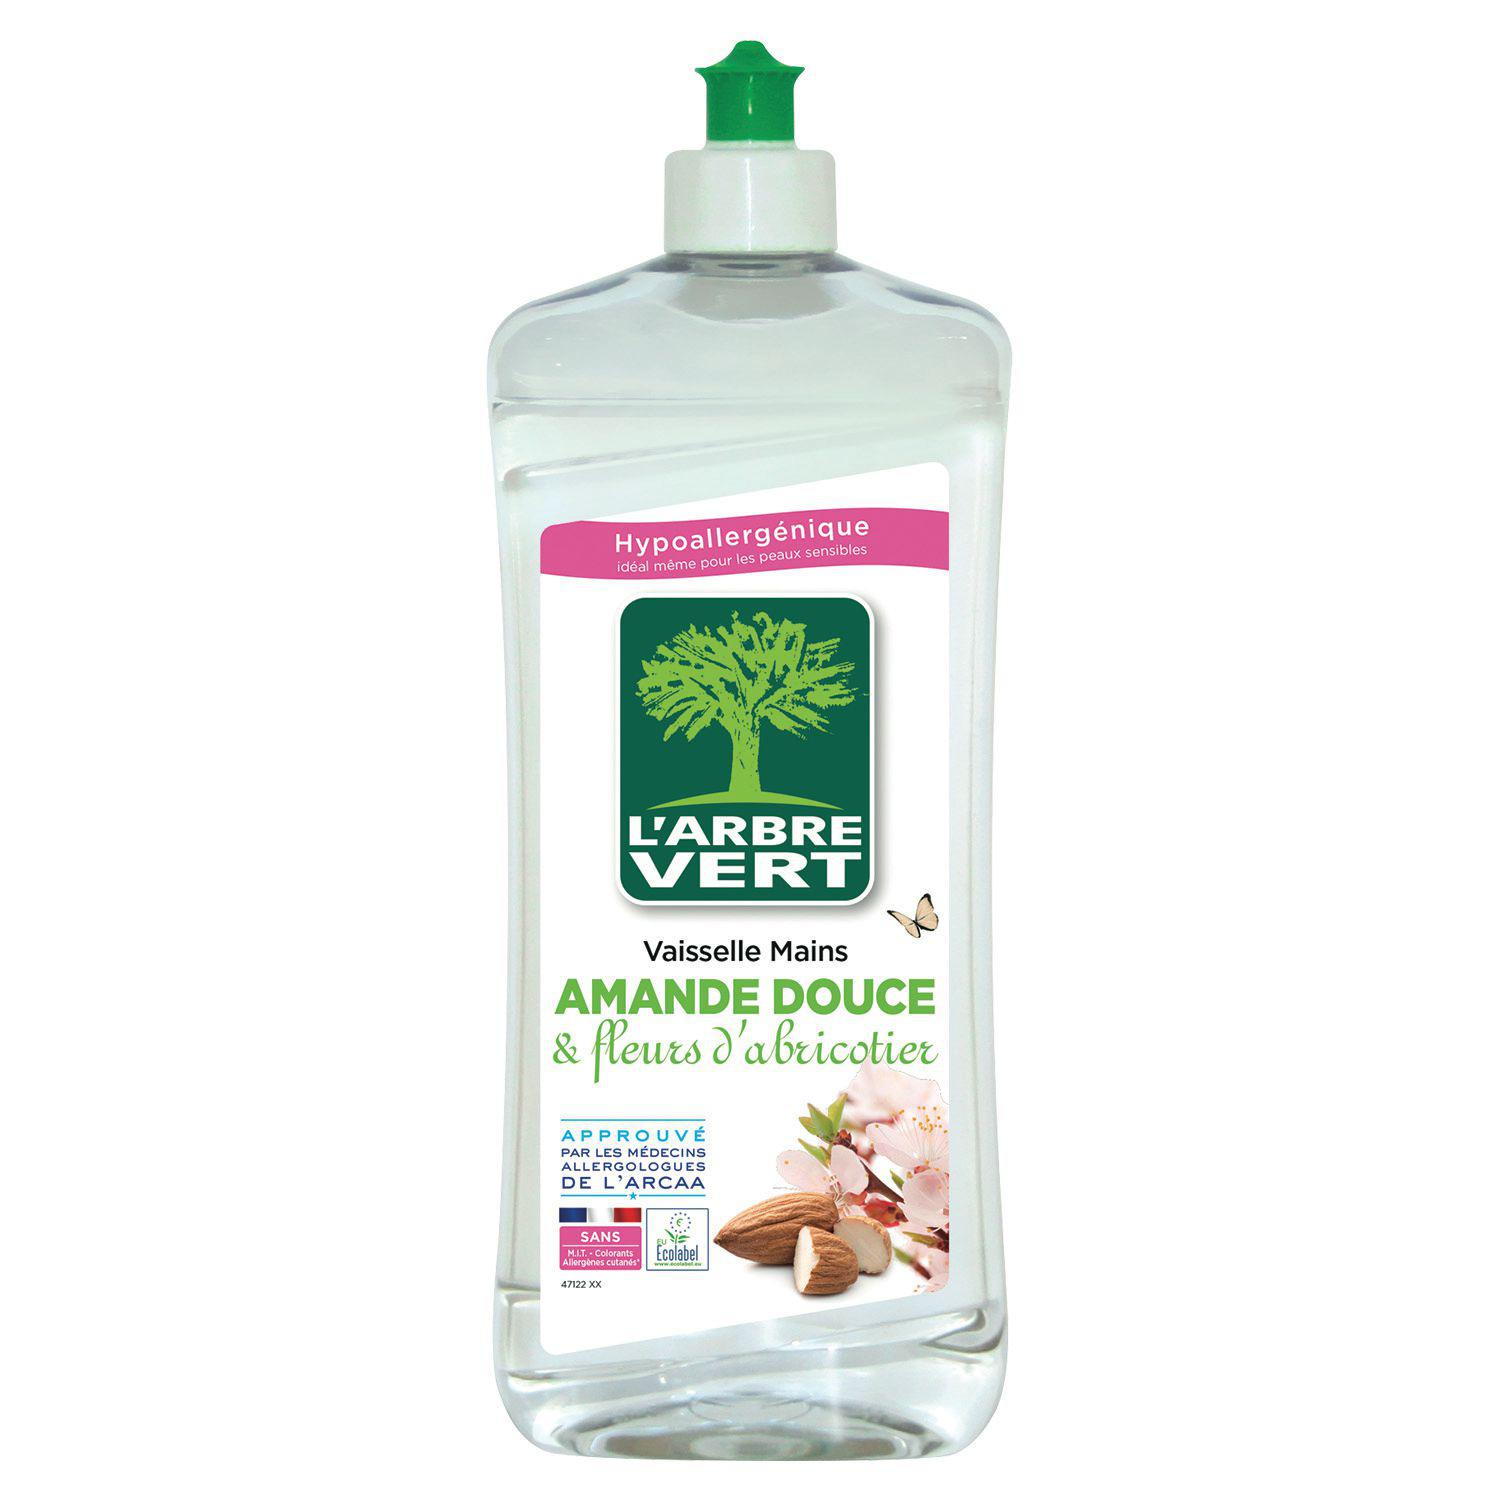 Hypoallergénique
idéal même pour les peaux sensibles
L'ARBRE
VERT
Vaisselle Mains
AMANDE DOUCE
& fleurs d'abricotier
APPROUVÉ
PAR LES MÉDECINS
ALLERGOLOGUES
DE L'ARCAA
SANS
M.I.T. - Colorants
Allergènes cutanés*
EU
Ecolabel
www.ecolabel.eu
47122 XX